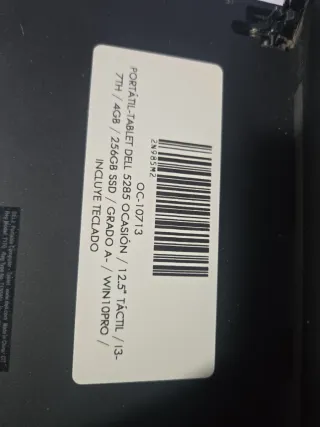 2N985M2
OC-10713
PORTÁTIL-TABLET DELL 5285 OCASIÓN / 12.5" TÁCTIL / I3-
7TH / 4GB / 256GB SSD / GRADO A- / WIN10PRO /
INCLUYE TECLADO